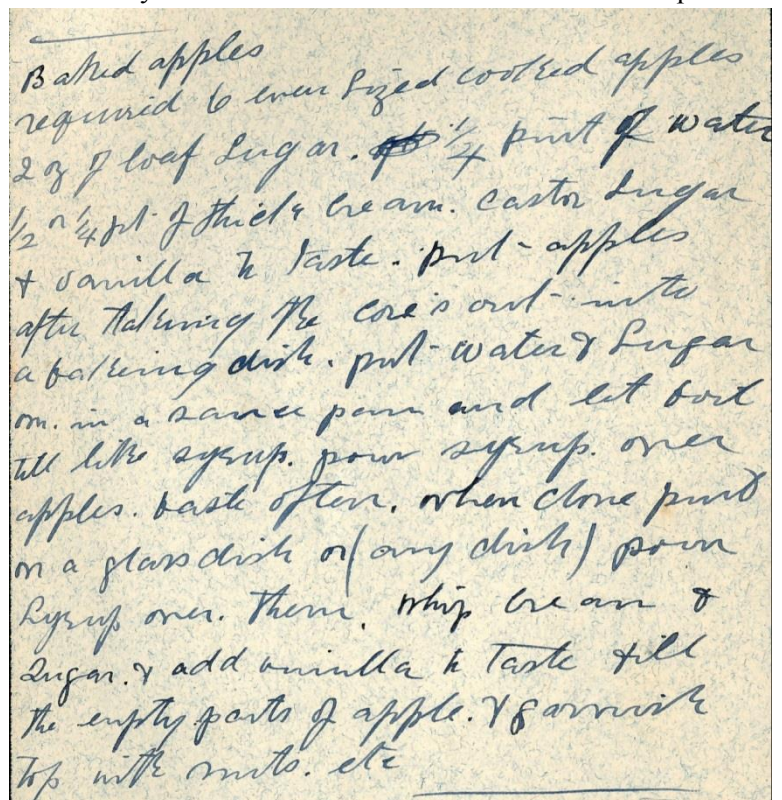 Baked apples
required 6 even sized cooked apples
2 oz of loaf sugar. 1/4 pint of water
1/2 or 1/4 pt of thick cream. castor sugar
& vanilla to taste. put apples
after takening the core's out into
a bakeing dish. put water & sugar
on. in a sauce pan and let boil
till like syrup. pour syrup. over
apples. baste often. when done put
on a glass dish or (any dish) pour
syrup over. them. whip cream &
sugar. & add vanilla to taste fill
the empty parts of apple. & garnish
top with nuts. etc